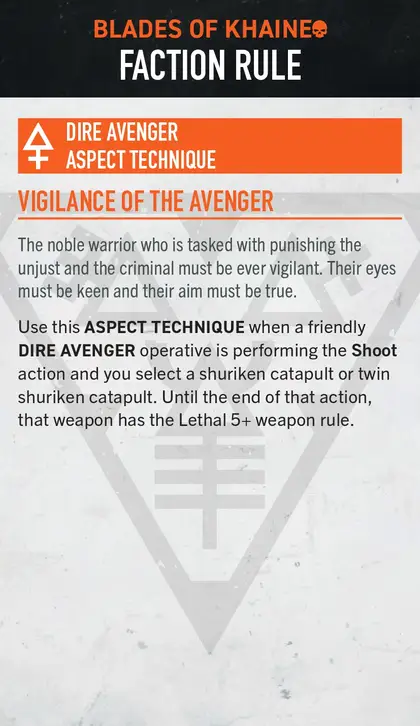 BLADES OF KHAINE
FACTION RULE
DIRE AVENGER
ASPECT TECHNIQUE
VIGILANCE OF THE AVENGER
The noble warrior who is tasked with punishing the
unjust and the criminal must be ever vigilant. Their eyes
must be keen and their aim must be true.
Use this ASPECT TECHNIQUE when a friendly
DIRE AVENGER operative is performing the Shoot
action and you select a shuriken catapult or twin
shuriken catapult. Until the end of that action,
that weapon has the Lethal 5+ weapon rule.